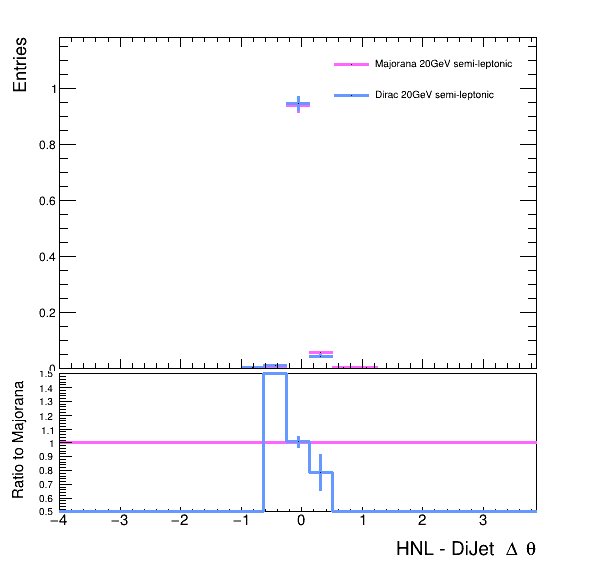 Entries
Majorana 20GeV semi-leptonic
Dirac 20GeV semi-leptonic
1
0.8
0.6
0.4
0.2
0
Ratio to Majorana
1.5
1.4
1.3
1.2
1.1
1
0.9
0.8
0.7
0.6
0.5
−4 −3 −2 −1 0 1 2 3
HNL - DiJet Δ θ